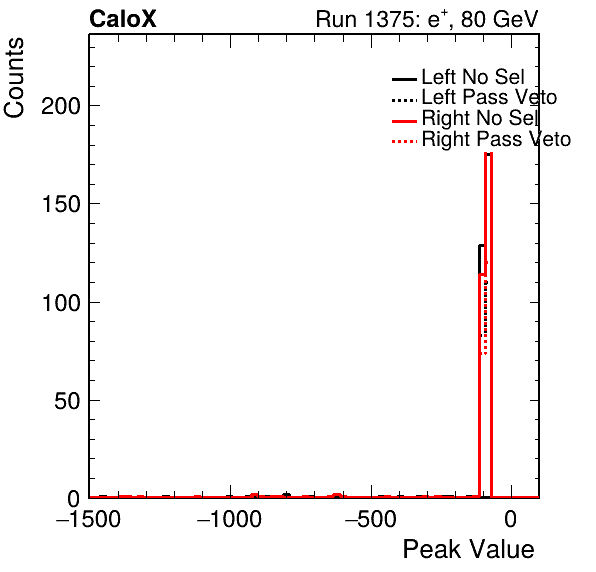 CaloX Run 1375: e+, 80 GeV
Counts
Left No Sel
Left Pass Veto
Right No Sel
Right Pass Veto
200
150
100
50
0
−1500 −1000 −500 0
Peak Value